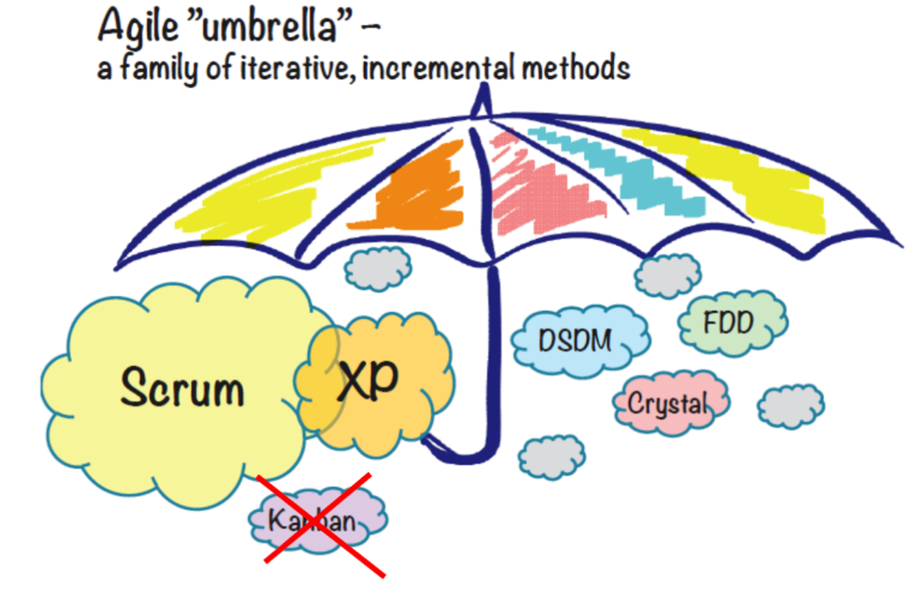 Agile ”umbrella” –
a family of iterative, incremental methods
Scrum
XP
DSDM
FDD
Crystal
Kanban